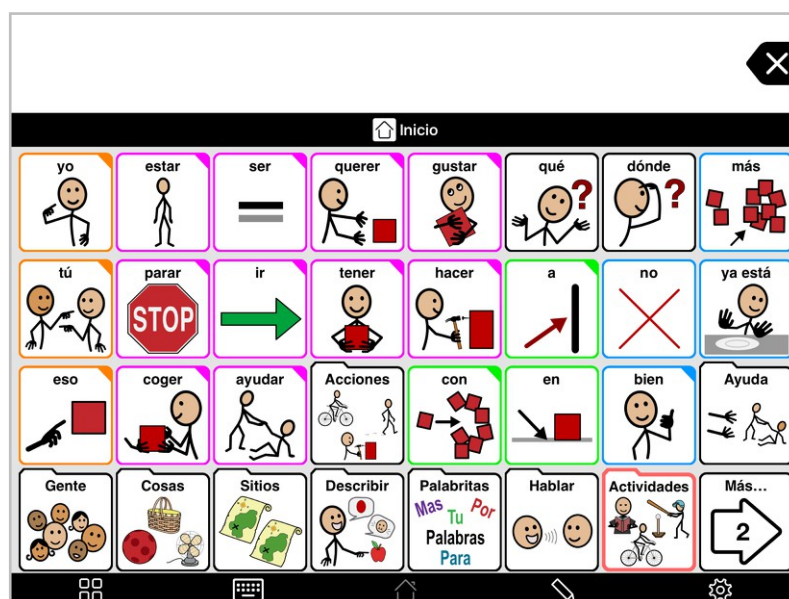 Inicio
yo estar ser querer gustar qué dónde más
tú parar ir tener hacer a no ya está
STOP
eso coger ayudar Acciones con en bien Ayuda
Gente Cosas Sitios Describir Palabritas Hablar Actividades Más...
Mas Tu Por
Palabras
Para
2